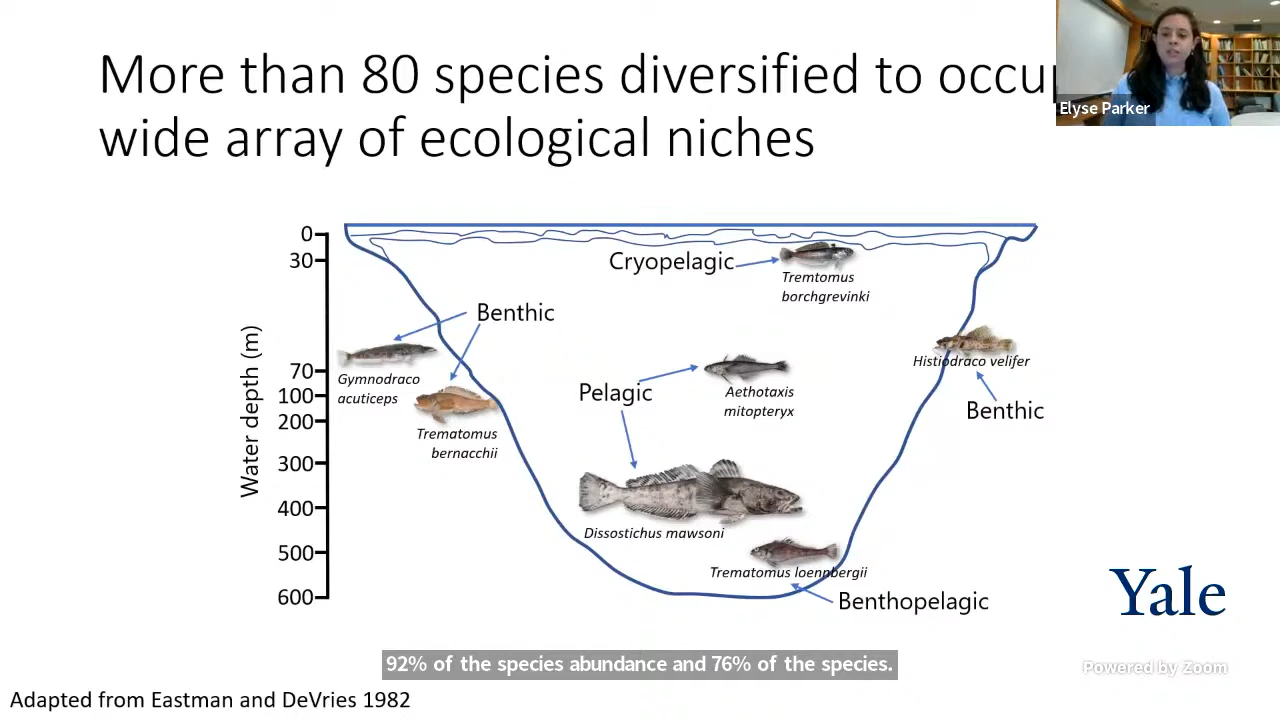 More than 80 species diversified to occu
wide array of ecological niches
Elyse Parker
0
30
70
100
200
300
400
500
600
Water depth (m)
Cryopelagic
Tremtomus
borchgrevinki
Benthic
Gymnodraco
acuticeps
Trematomus
bernacchii
Pelagic
Aethotaxis
mitopteryx
Histiodraco velifer
Benthic
Dissostichus mawsoni
Trematomus loennbergii
Benthopelagic
Yale
92% of the species abundance and 76% of the species.
Powered by Zoom
Adapted from Eastman and DeVries 1982